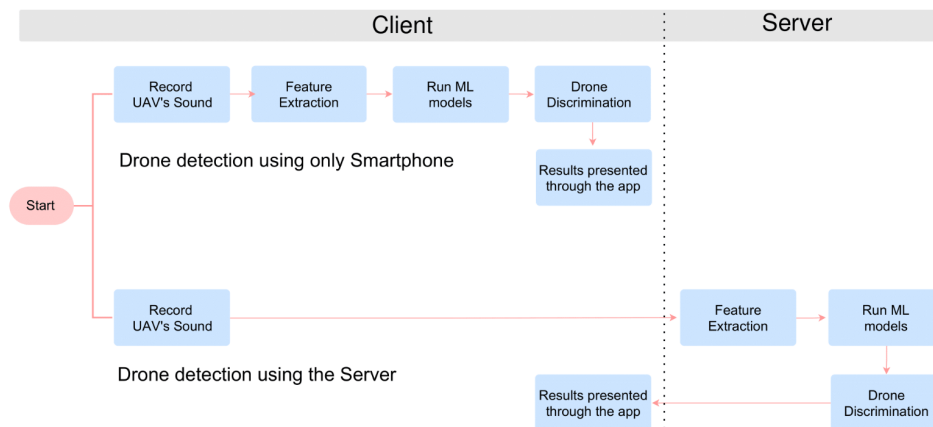 Client
Server
Record
UAV's Sound
Feature
Extraction
Run ML
models
Drone
Discrimination
Drone detection using only Smartphone
Results presented
through the app
Start
Record
UAV's Sound
Feature
Extraction
Run ML
models
Drone detection using the Server
Results presented
through the app
Drone
Discrimination